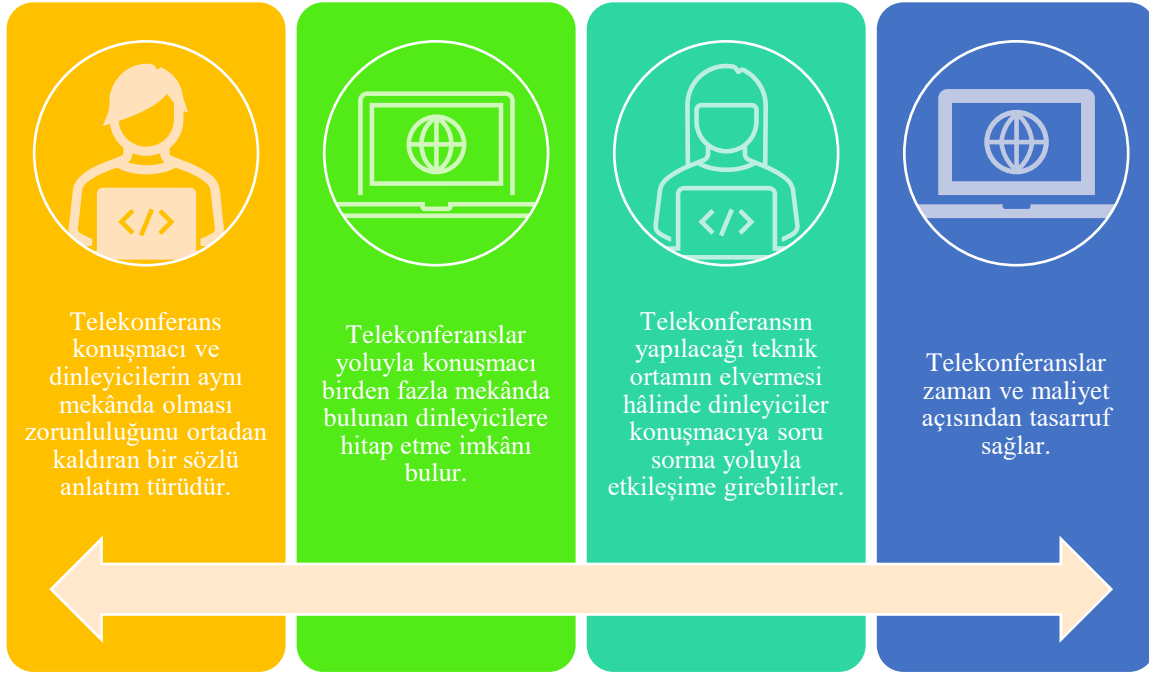 Telekonferans
konuşmacı ve
dinleyicilerin aynı
mekânda olması
zorunluluğunu ortadan
kaldıran bir sözlü
anlatım türüdür.
Telekonferanslar
yoluyla konuşmacı
birden fazla mekânda
bulunan dinleyicilere
hitap etme imkânı
bulur.
Telekonferansın
yapılacağı teknik
ortamın elvermesi
hâlinde dinleyiciler
konuşmacıya soru
sorma yoluyla
etkileşime girebilirler.
Telekonferanslar
zaman ve maliyet
açısından tasarruf
sağlar.